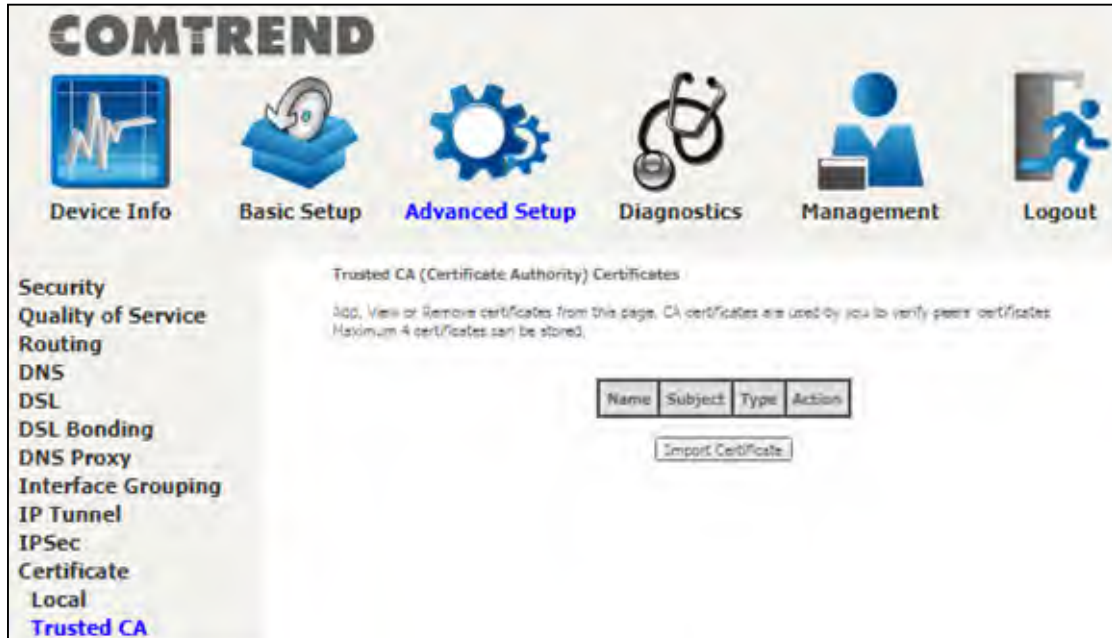 COMTREND
Device Info
Basic Setup
Advanced Setup
Diagnostics
Management
Logout
Security
Quality of Service
Routing
DNS
DSL
DSL Bonding
DNS Proxy
Interface Grouping
IP Tunnel
IPSec
Certificate
Local
Trusted CA
Trusted CA (Certificate Authority) Certificates
Add, View or Remove certificates from this page. CA certificates are used by you to verify peers' certificates.
Maximum 4 certificates can be stored.
Name Subject Type Action
Import Certificate